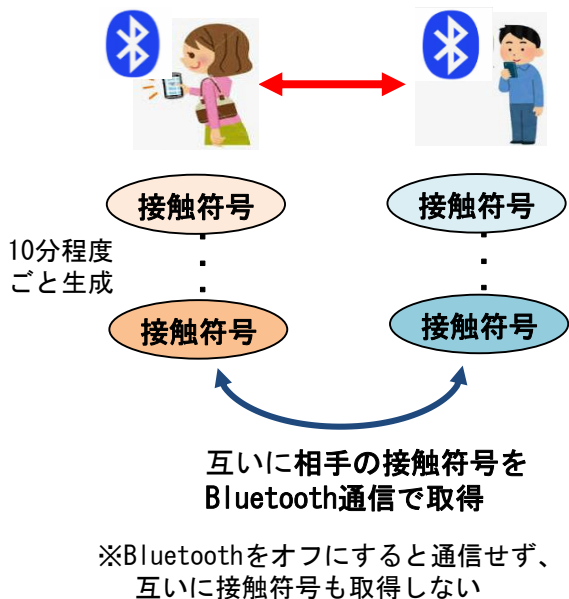 接触符号
接触符号
10分程度
ごと生成
接触符号
接触符号
互いに相手の接触符号を
Bluetooth通信で取得
※Bluetoothをオフにすると通信せず、
互いに接触符号も取得しない